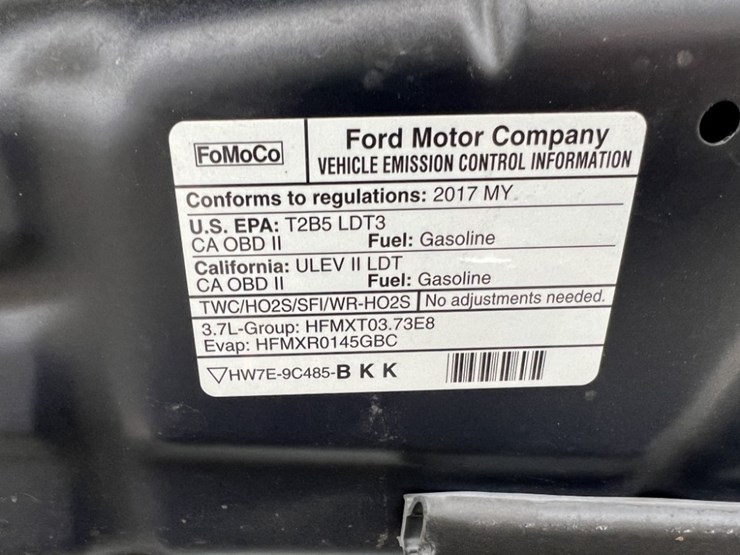 FoMoCo
Ford Motor Company
VEHICLE EMISSION CONTROL INFORMATION
Conforms to regulations: 2017 MY
U.S. EPA: T2B5 LDT3
CA OBD II Fuel: Gasoline
California: ULEV II LDT
CA OBD II Fuel: Gasoline
TWC/HO2S/SFI/WR-HO2S No adjustments needed.
3.7L-Group: HFMXT03.73E8
Evap: HFMXR0145GBC
HW7E-9C485-B K K